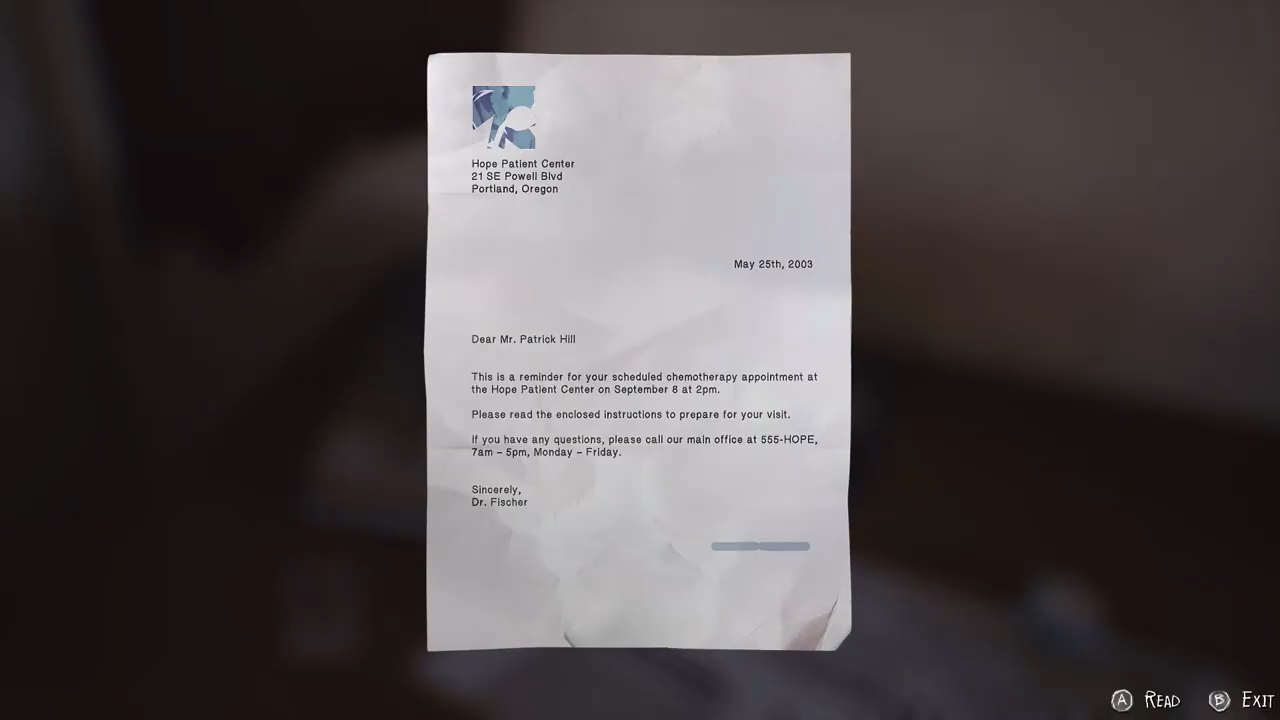 Hope Patient Center
21 SE Powell Blvd
Portland, Oregon
May 25th, 2003
Dear Mr. Patrick Hill
This is a reminder for your scheduled chemotherapy appointment at
the Hope Patient Center on September 8 at 2pm.
Please read the enclosed instructions to prepare for your visit.
If you have any questions, please call our main office at 555-HOPE,
7am – 5pm, Monday – Friday.
Sincerely,
Dr. Fischer
A READ B EXIT